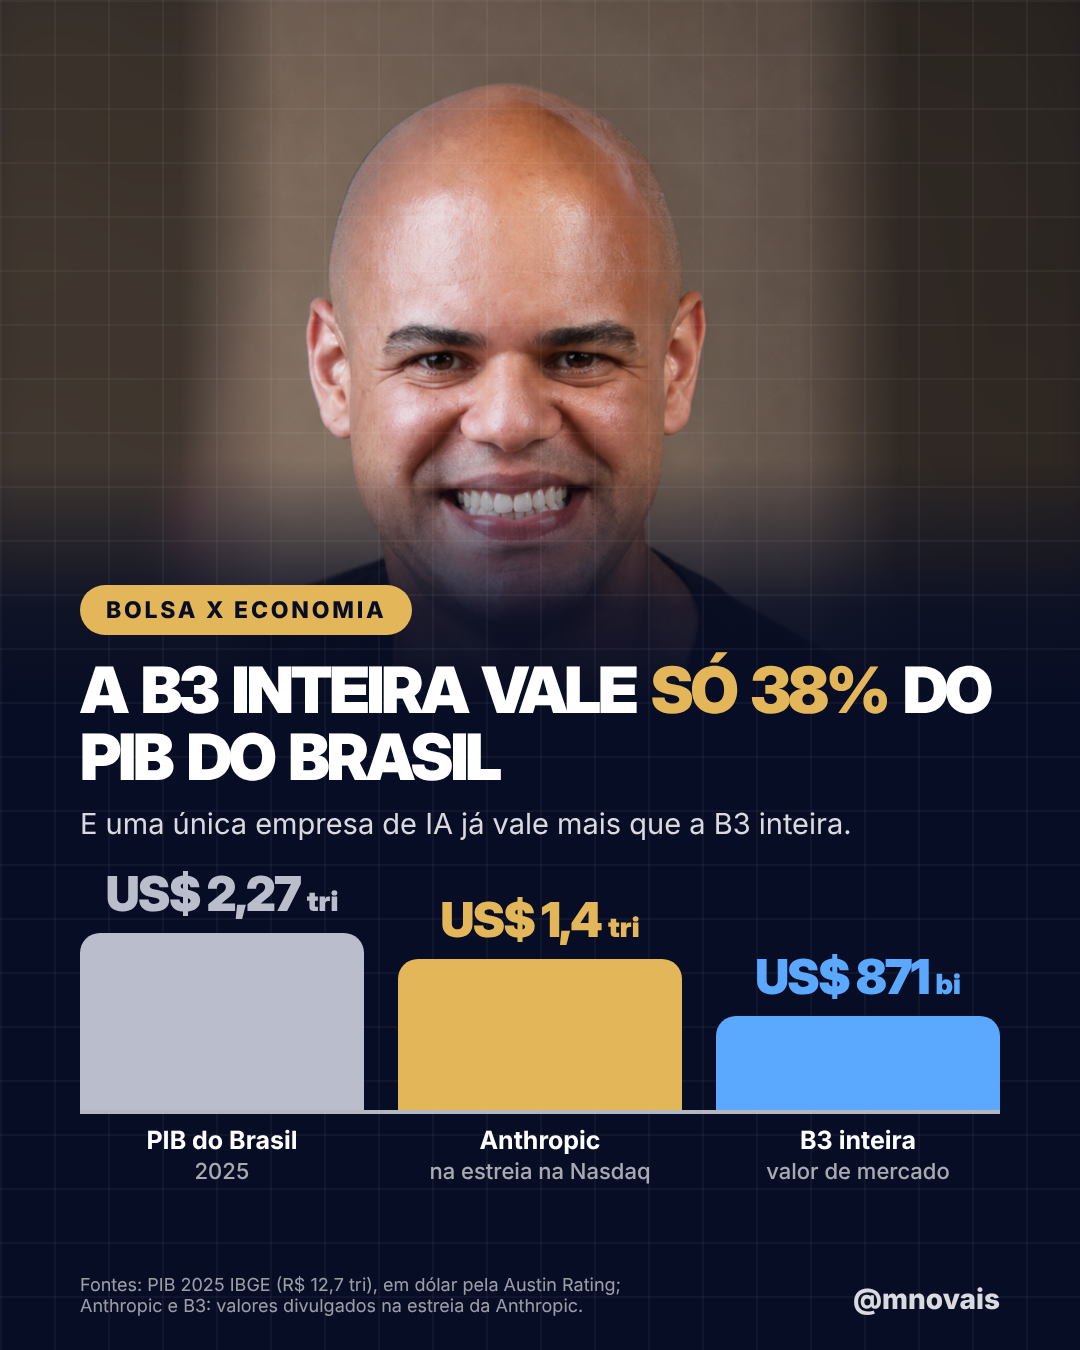 BOLSA X ECONOMIA
A B3 INTEIRA VALE SÓ 38% DO
PIB DO BRASIL
E uma única empresa de IA já vale mais que a B3 inteira.
US$ 2,27 tri
US$ 1,4 tri
US$ 871 bi
PIB do Brasil
2025
Anthropic
na estreia na Nasdaq
B3 inteira
valor de mercado
Fontes: PIB 2025 IBGE (R$ 12,7 tri), em dólar pela Austin Rating;
Anthropic e B3: valores divulgados na estreia da Anthropic.
@mnovais